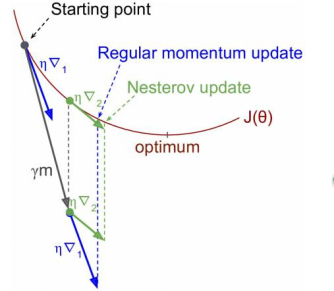 Starting point
η∇₁
Regular momentum update
η∇₂
Nesterov update
J(θ)
optimum
γm
η∇₂
η∇₁